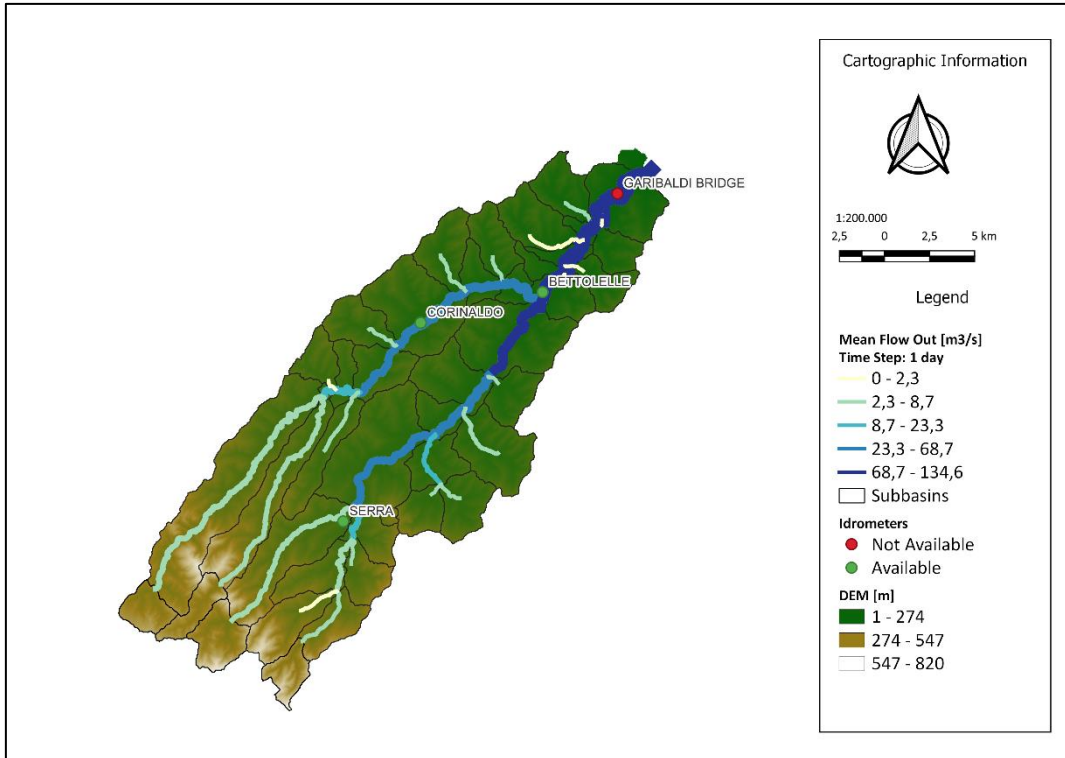 Cartographic Information
1:200.000
2,5 0 2,5 5 km
Legend
Mean Flow Out [m3/s]
Time Step: 1 day
0 - 2,3
2,3 - 8,7
8,7 - 23,3
23,3 - 68,7
68,7 - 134,6
Subbasins
Idrometers
Not Available
Available
DEM [m]
1 - 274
274 - 547
547 - 820
GARIBALDI BRIDGE
BETTOLELLE
CORINALDO
SERRA